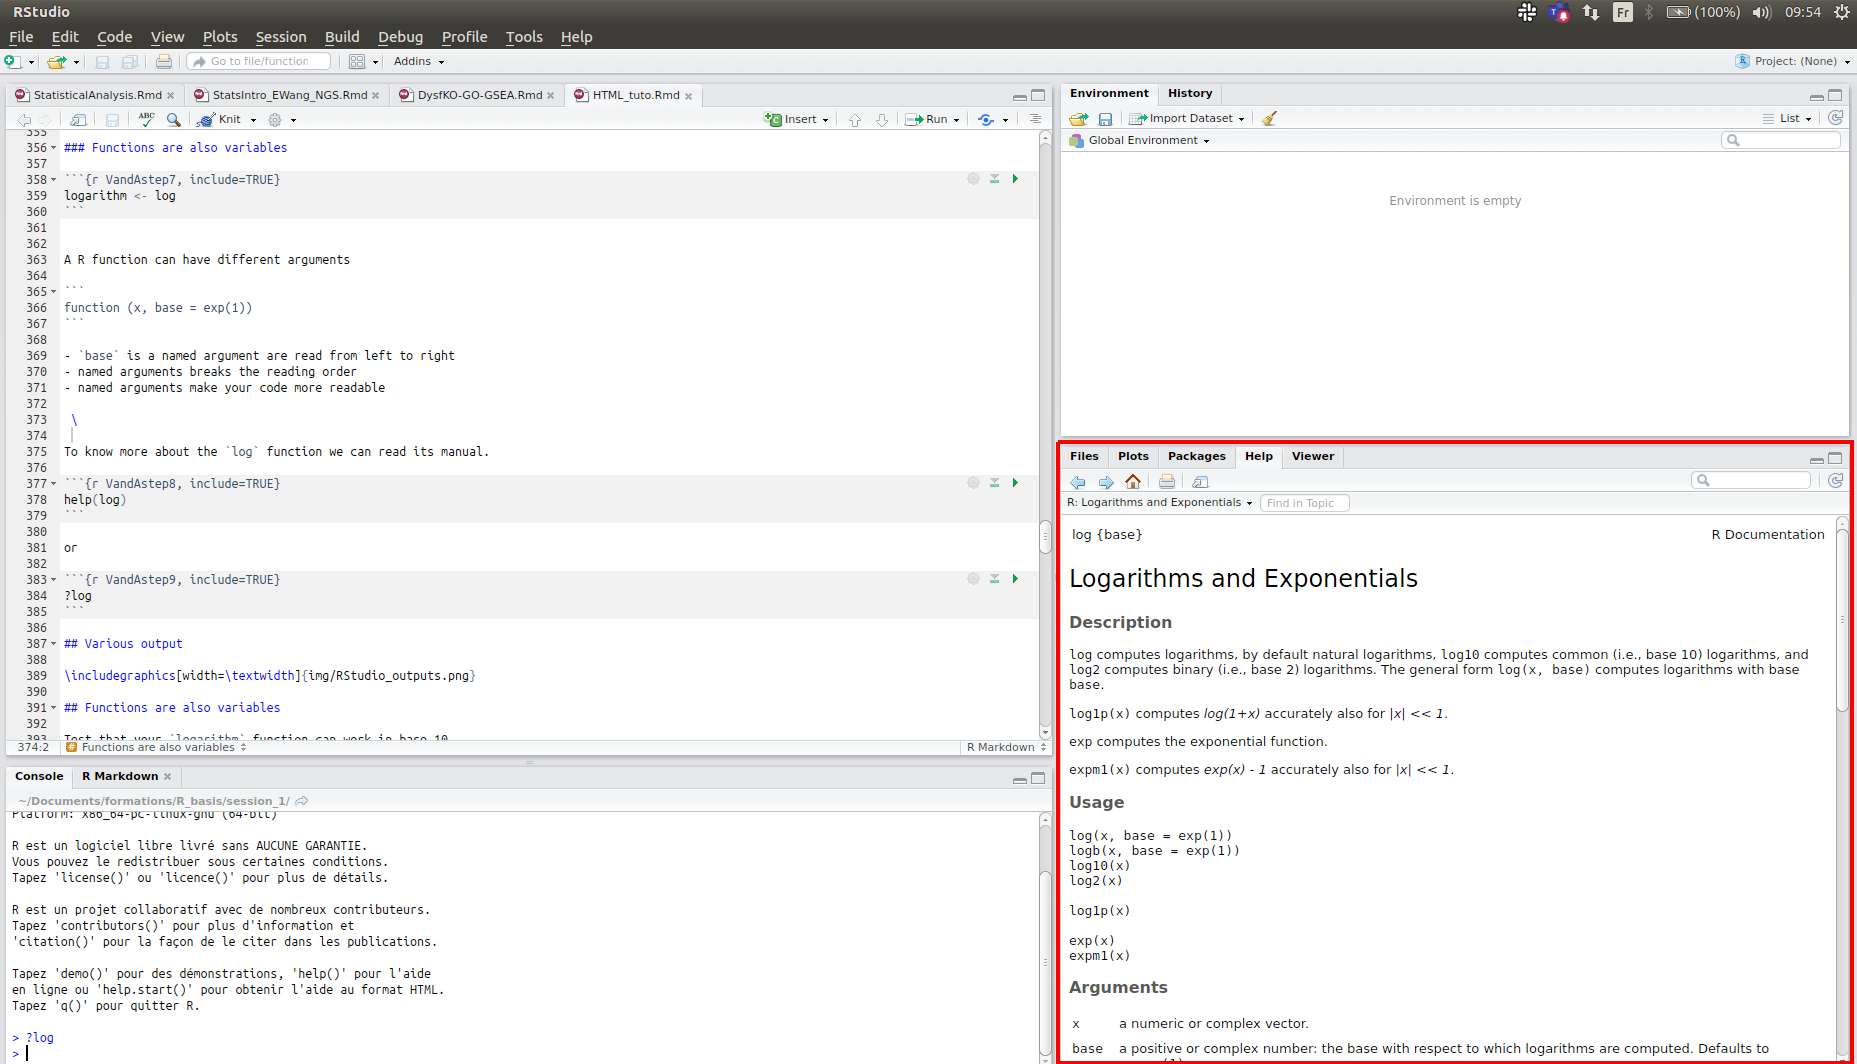 RStudio
Fr
(100%)
09:54
File Edit Code View Plots Session Build Debug Profile Tools Help
Go to file/function
Addins
Project: (None)
StatisticalAnalysis.Rmd
StatsIntro_EWang_NGS.Rmd
DysfKO-GO-GSEA.Rmd
HTML_tuto.Rmd
ABC
Knit
Insert
Run
355
356 ### Functions are also variables
357
358 ```{r VandAstep7, include=TRUE}
359 logarithm <- log
360 ```
361
362
363 A R function can have different arguments
364
365 ```
366 function (x, base = exp(1))
367 ```
368
369 - `base` is a named argument are read from left to right
370 - named arguments breaks the reading order
371 - named arguments make your code more readable
372
373 \
374
375 To know more about the `log` function we can read its manual.
376
377 ```{r VandAstep8, include=TRUE}
378 help(log)
379 ```
380
381 or
382
383 ```{r VandAstep9, include=TRUE}
384 ?log
385 ```
386
387 ## Various output
388
389 \includegraphics[width=\textwidth]{img/RStudio_outputs.png}
390
391 ## Functions are also variables
392
393 Test that your `logarithm` function can work in base 10
374:2
# Functions are also variables
R Markdown
Console
R Markdown
~/Documents/formations/R_basis/session_1/
Platform: x86_64-pc-linux-gnu (64-bit)
R est un logiciel libre livré sans AUCUNE GARANTIE.
Vous pouvez le redistribuer sous certaines conditions.
Tapez 'license()' ou 'licence()' pour plus de détails.
R est un projet collaboratif avec de nombreux contributeurs.
Tapez 'contributors()' pour plus d'information et
'citation()' pour la façon de le citer dans les publications.
Tapez 'demo()' pour des démonstrations, 'help()' pour l'aide
en ligne ou 'help.start()' pour obtenir l'aide au format HTML.
Tapez 'q()' pour quitter R.
> ?log
>
Environment
History
Import Dataset
List
Global Environment
Environment is empty
Files
Plots
Packages
Help
Viewer
R: Logarithms and Exponentials
Find in Topic
log {base}
R Documentation
Logarithms and Exponentials
Description
log computes logarithms, by default natural logarithms, log10 computes common (i.e., base 10) logarithms, and
log2 computes binary (i.e., base 2) logarithms. The general form log(x, base) computes logarithms with base
base.
log1p(x) computes log(1+x) accurately also for |x| << 1.
exp computes the exponential function.
expm1(x) computes exp(x) - 1 accurately also for |x| << 1.
Usage
log(x, base = exp(1))
logb(x, base = exp(1))
log10(x)
log2(x)
log1p(x)
exp(x)
expm1(x)
Arguments
x a numeric or complex vector.
base a positive or complex number: the base with respect to which logarithms are computed. Defaults to